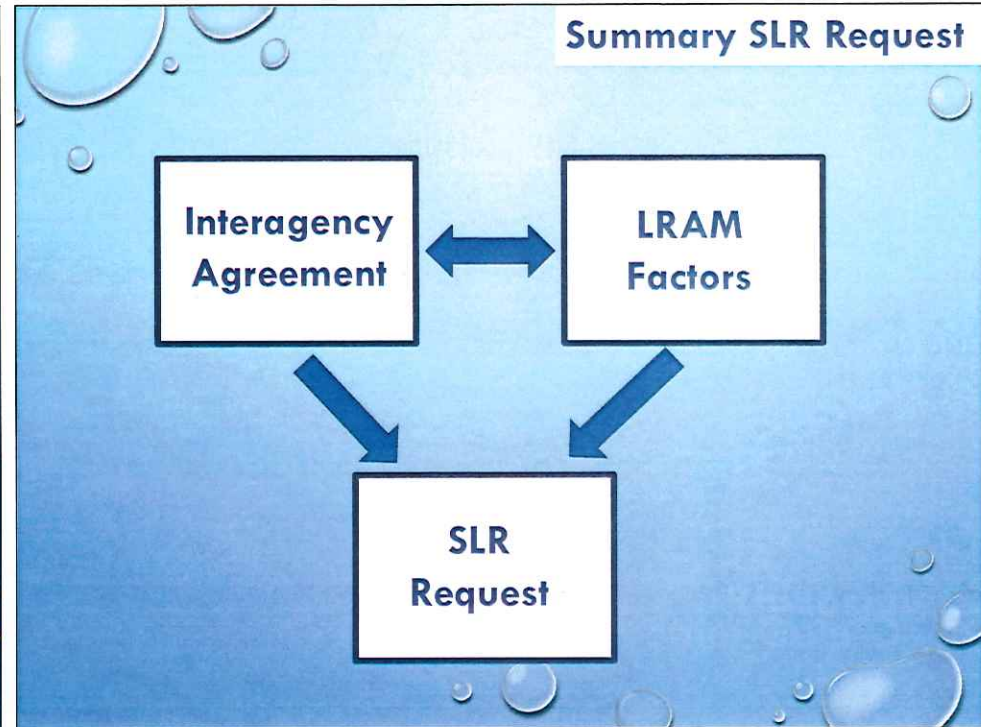 Summary SLR Request
Interagency
Agreement
LRAM
Factors
SLR
Request